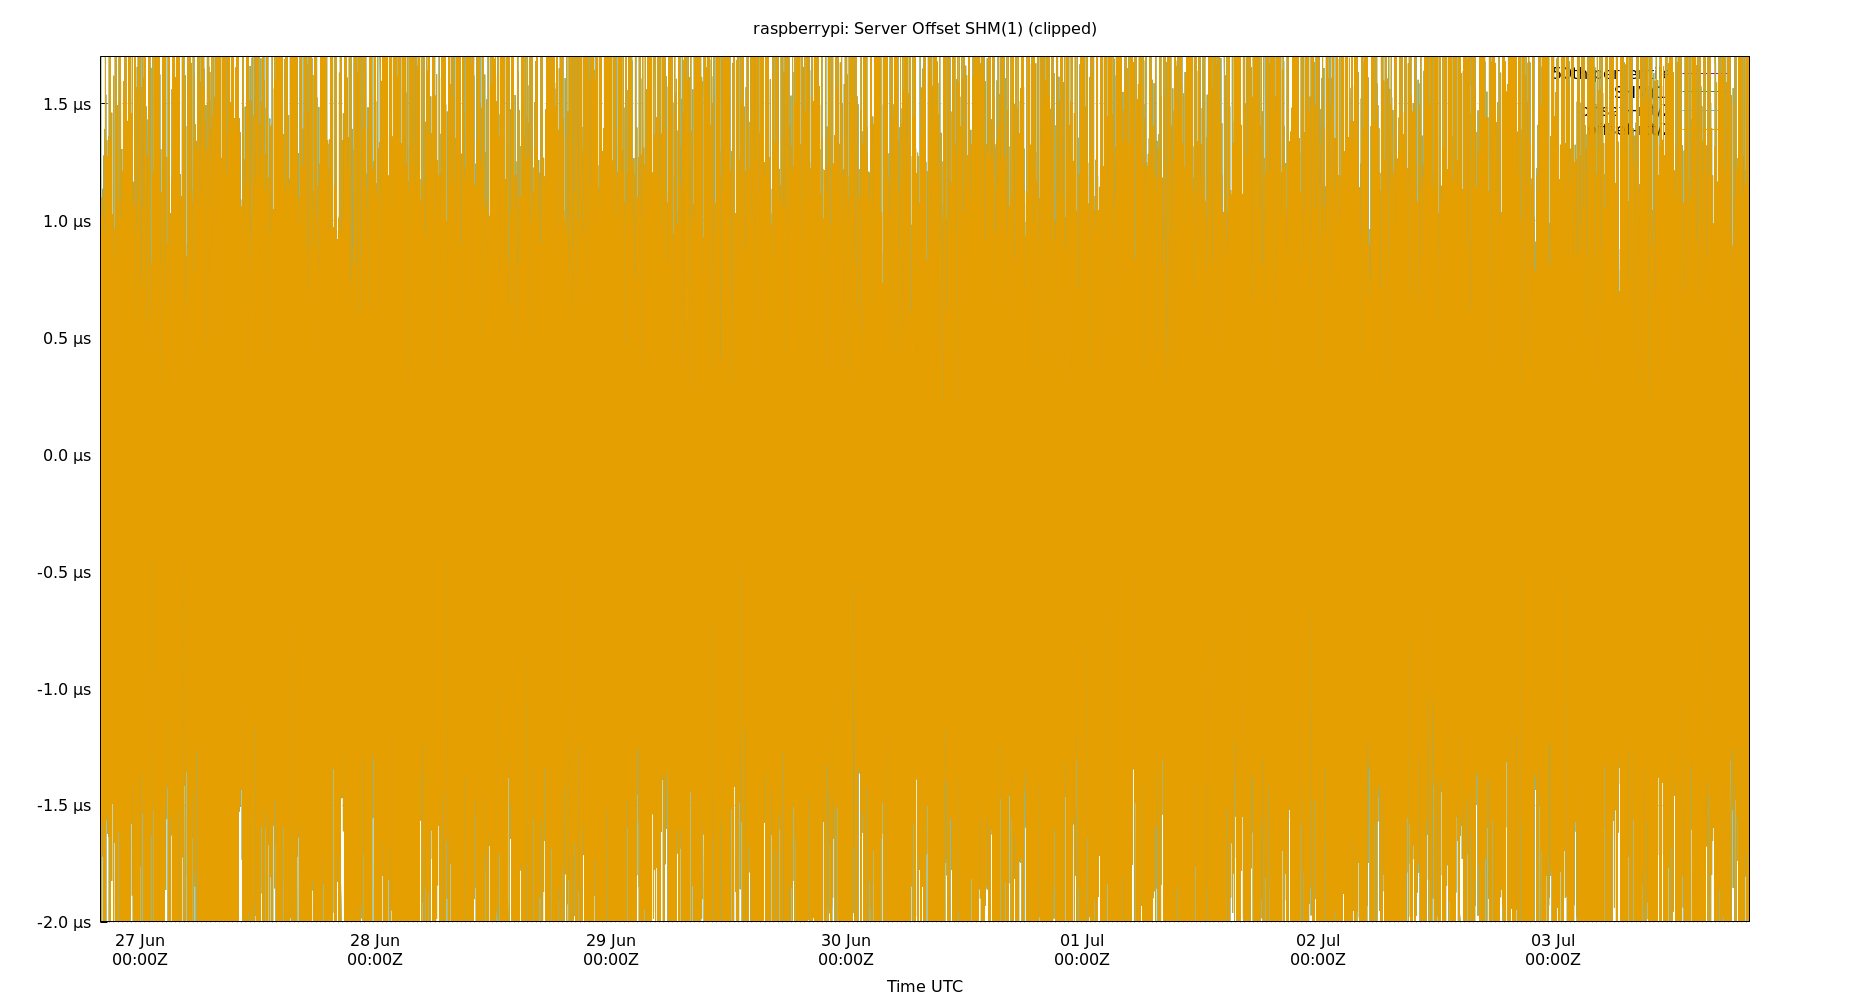 raspberrypi: Server Offset SHM(1) (clipped)
1.5 µs
1.0 µs
0.5 µs
0.0 µs
-0.5 µs
-1.0 µs
-1.5 µs
-2.0 µs
27 Jun 28 Jun 29 Jun 30 Jun 01 Jul 02 Jul 03 Jul
00:00Z 00:00Z 00:00Z 00:00Z 00:00Z 00:00Z 00:00Z
Time UTC